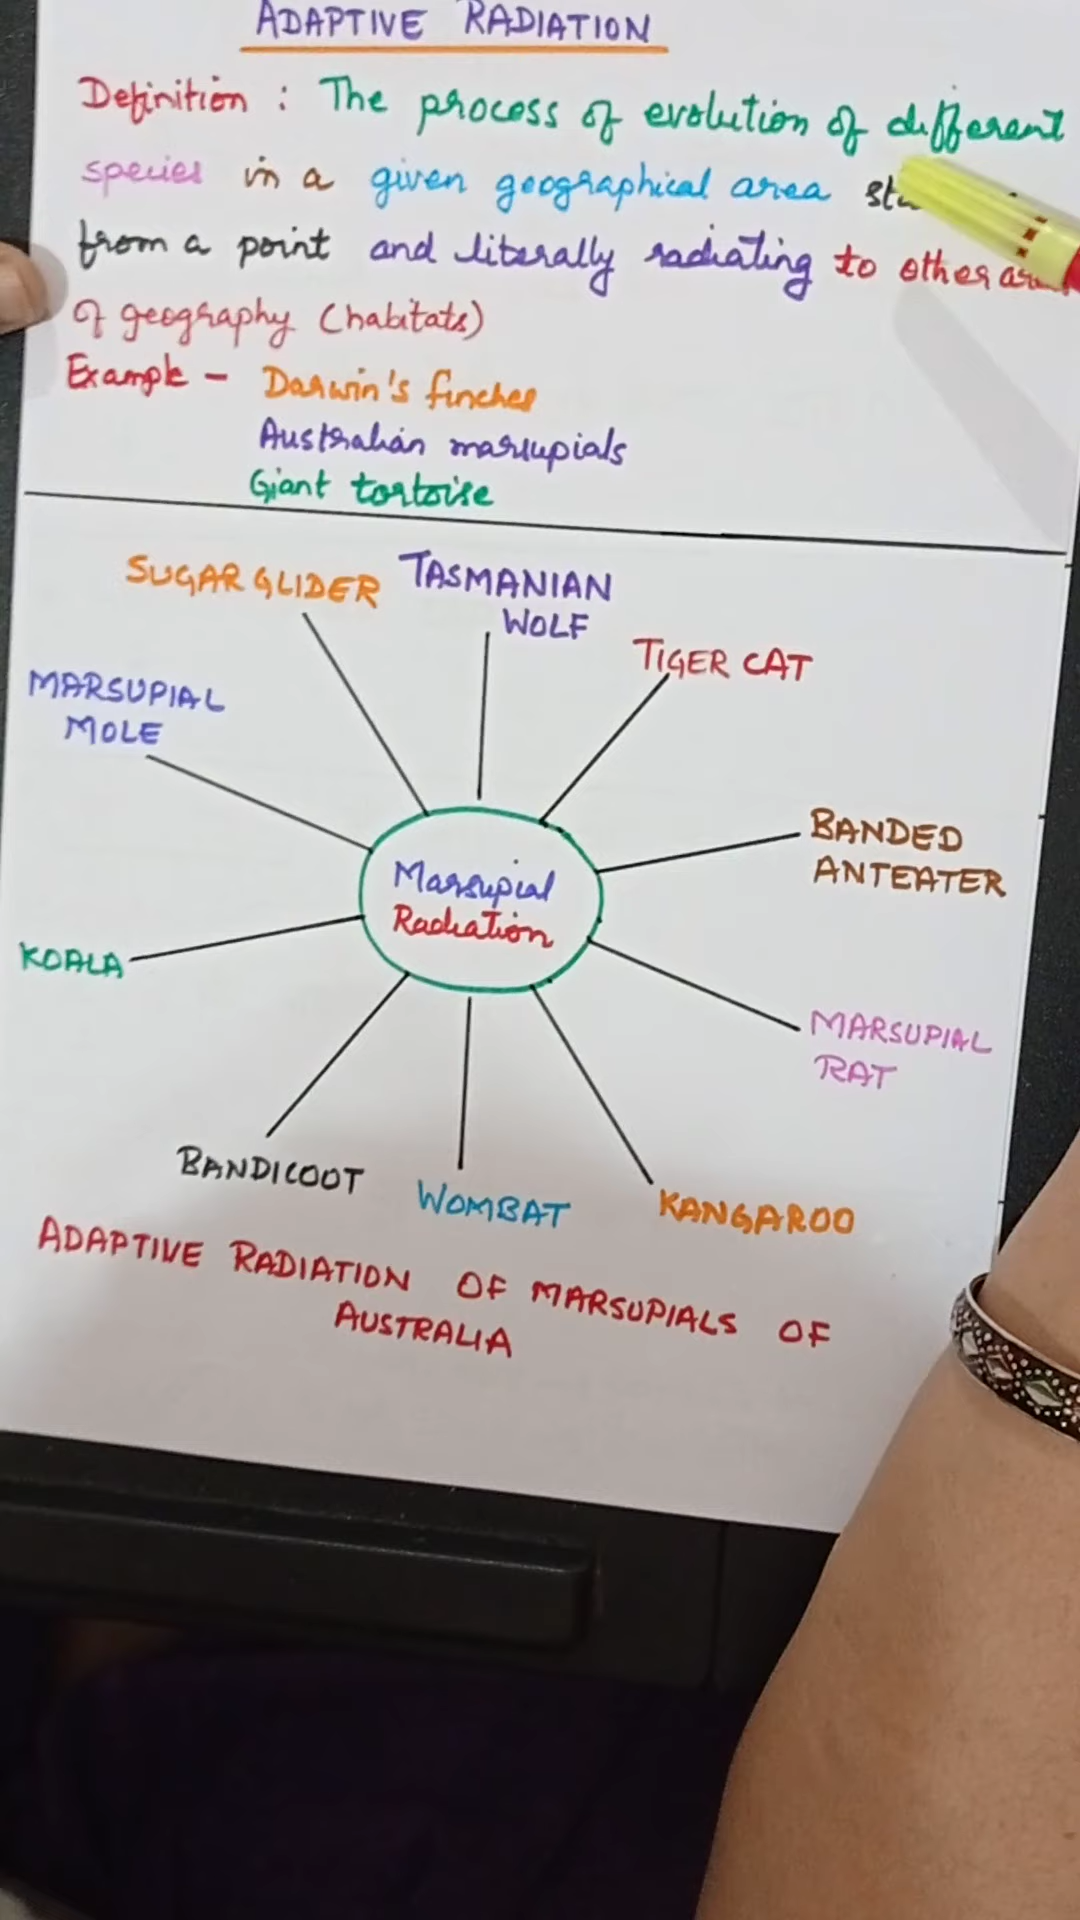 ADAPTIVE RADIATION
Definition : The process of evolution of different
species in a given geographical area
from a point and literally radiating to other
of geography (habitats)
Example - Darwin's finches
Australian marsupials
Giant tortoise
SUGAR GLIDER
TASMANIAN
WOLF
TIGER CAT
MARSUPIAL
MOLE
BANDED
ANTEATER
Marsupial
Radiation
KOALA
MARSUPIAL
RAT
BANDICOOT
WOMBAT
KANGAROO
ADAPTIVE RADIATION OF MARSUPIALS OF
AUSTRALIA